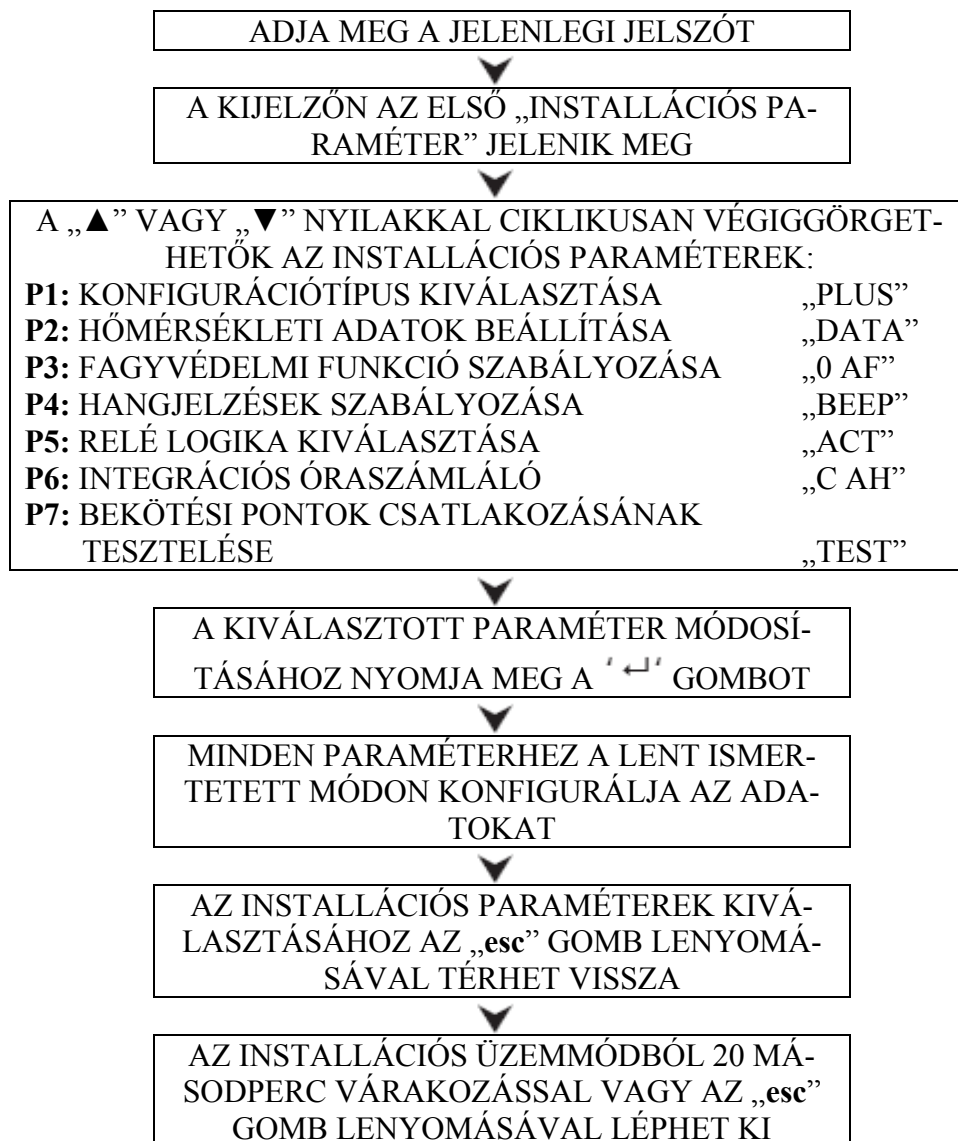 ADJA MEG A JELENLEGI JELSZÓT
A KIJELZŐN AZ ELSŐ „INSTALLÁCIÓS PA-
RAMÉTER” JELENIK MEG
A „▲” VAGY „▼” NYILAKKAL CIKLIKUSAN VÉGIGGÖRGET-
HETŐK AZ INSTALLÁCIÓS PARAMÉTEREK:
P1: KONFIGURÁCIÓTÍPUS KIVÁLASZTÁSA „PLUS”
P2: HŐMÉRSÉKLETI ADATOK BEÁLLÍTÁSA „DATA”
P3: FAGYVÉDELMI FUNKCIÓ SZABÁLYOZÁSA „0 AF”
P4: HANGJELZÉSEK SZABÁLYOZÁSA „BEEP”
P5: RELÉ LOGIKA KIVÁLASZTÁSA „ACT”
P6: INTEGRÁCIÓS ÓRASZÁMLÁLÓ „C AH”
P7: BEKÖTÉSI PONTOK CSATLAKOZÁSÁNAK
TESZTELÉSE „TEST”
A KIVÁLASZTOTT PARAMÉTER MÓDOSÍ-
TÁSÁHOZ NYOMJA MEG A '↵' GOMBOT
MINDEN PARAMÉTERHEZ A LENT ISMER-
TETETT MÓDON KONFIGURÁLJA AZ ADA-
TOKAT
AZ INSTALLÁCIÓS PARAMÉTEREK KIVÁ-
LASZTÁSÁHOZ AZ „esc” GOMB LENYOMÁ-
SÁVAL TÉRHET VISSZA
AZ INSTALLÁCIÓS ÜZEMMÓDBÓL 20 MÁ-
SODPERC VÁRAKOZÁSSAL VAGY AZ „esc”
GOMB LENYOMÁSÁVAL LÉPHET KI